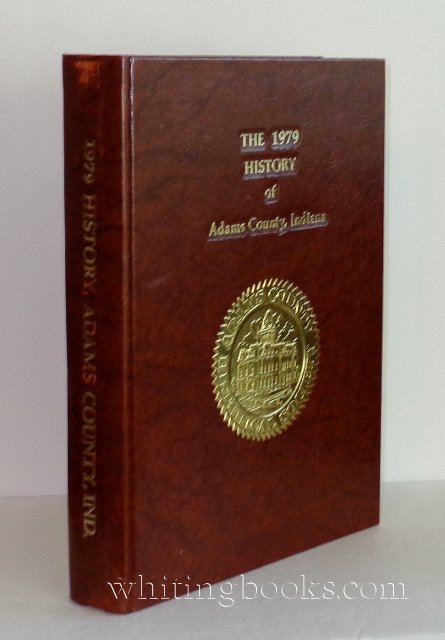 THE 1979
HISTORY
of
Adams County, Indiana
ADAMS COUNTY
1979 HISTORY, ADAMS COUNTY, IND.
whitingbooks.com